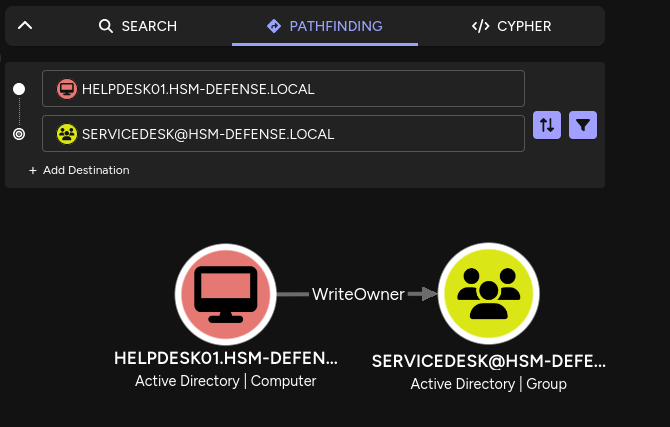 SEARCH PATHFINDING </> CYPHER
HELPDESK01.HSM-DEFENSE.LOCAL
SERVICEDESK@HSM-DEFENSE.LOCAL
+ Add Destination
WriteOwner
HELPDESK01.HSM-DEFEN...
SERVICEDESK@HSM-DEFE...
Active Directory | Computer
Active Directory | Group